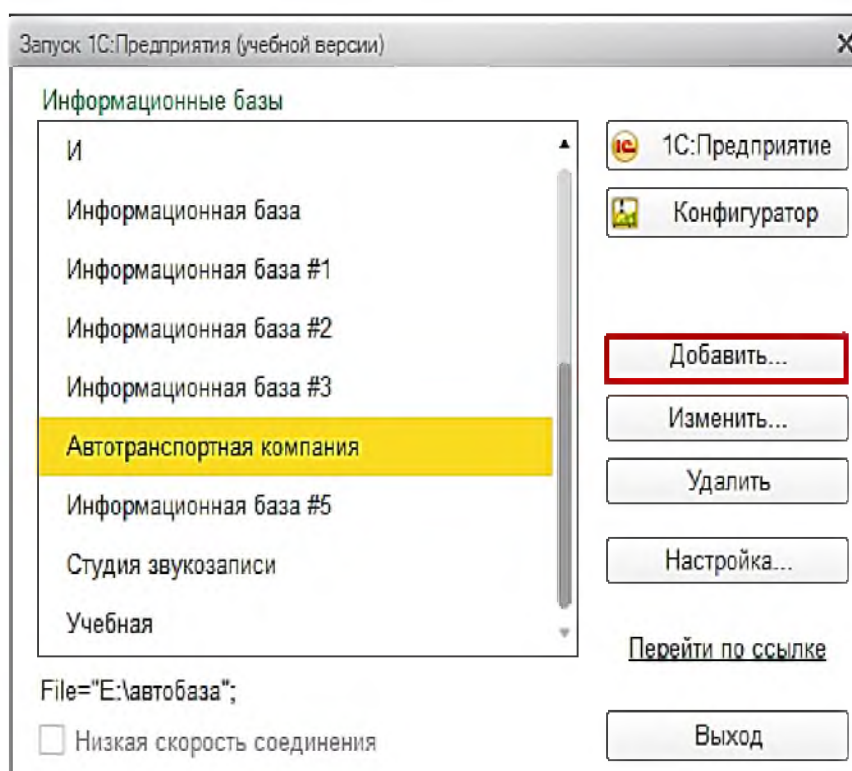 Запуск 1С:Предприятия (учебной версии)
Информационные базы
И
Информационная база
Информационная база #1
Информационная база #2
Информационная база #3
Автотранспортная компания
Информационная база #5
Студия звукозаписи
Учебная
1С:Предприятие
Конфигуратор
Добавить...
Изменить...
Удалить
Настройка...
Перейти по ссылке
Выход
File="E:\автобаза";
Низкая скорость соединения